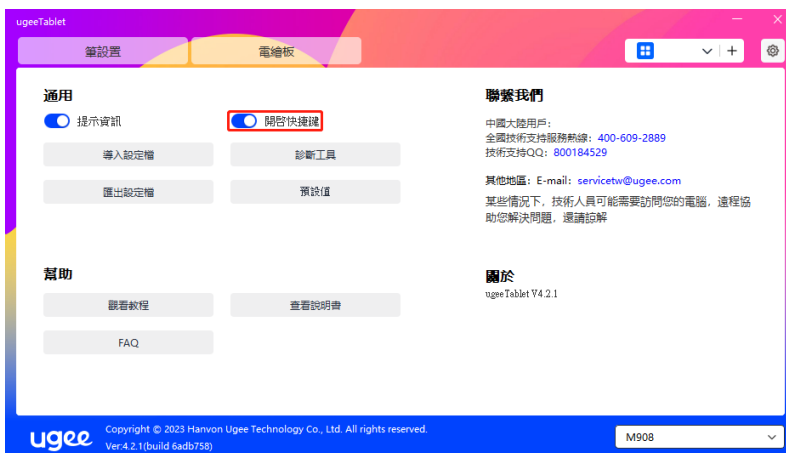 ugeeTablet
筆設置
電繪板
通用
提示資訊
開啓快捷鍵
導入設定檔
診斷工具
匯出設定檔
預設值
聯繫我們
中國大陸用戶：
全國技術支持服務熱線：400-609-2889
技術支持QQ：800184529
其他地區：E-mail：servicetw@ugee.com
某些情況下，技術人員可能需要訪問您的電腦，遠程協
助您解決問題，還請諒解
幫助
觀看教程
查看說明書
FAQ
關於
ugeeTablet V4.2.1
ugee
Copyright © 2023 Hanvon Ugee Technology Co., Ltd. All rights reserved.
Ver.4.2.1(build 6adb758)
M908